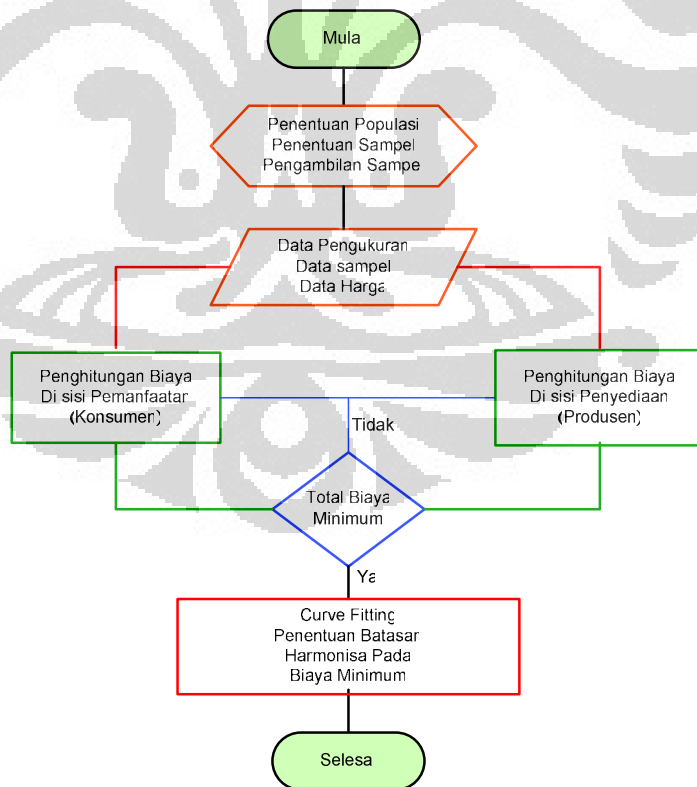 Mula
Penentuan Populasi
Penentuan Sampel
Pengambilan Sampe
Data Pengukuran
Data sampel
Data Harga
Penghitungan Biaya
Di sisi Pemanfaatan
(Konsumen)
Penghitungan Biaya
Di sisi Penyediaan
(Produsen)
Tidak
Total Biaya
Minimum
Ya
Curve Fitting
Penentuan Batasar
Harmonisa Pada
Biaya Minimum
Selesa